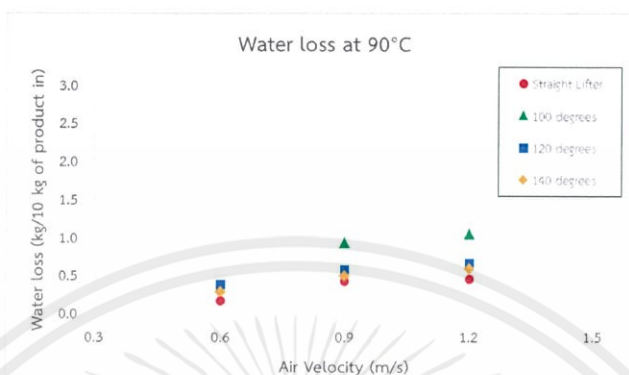 Water loss at 90°C
Water loss (kg/10 kg of product in)
3.0
2.5
2.0
1.5
1.0
0.5
0.0
0.3 0.6 0.9 1.2 1.5
Air Velocity (m/s)
Straight Lifter
100 degrees
120 degrees
140 degrees